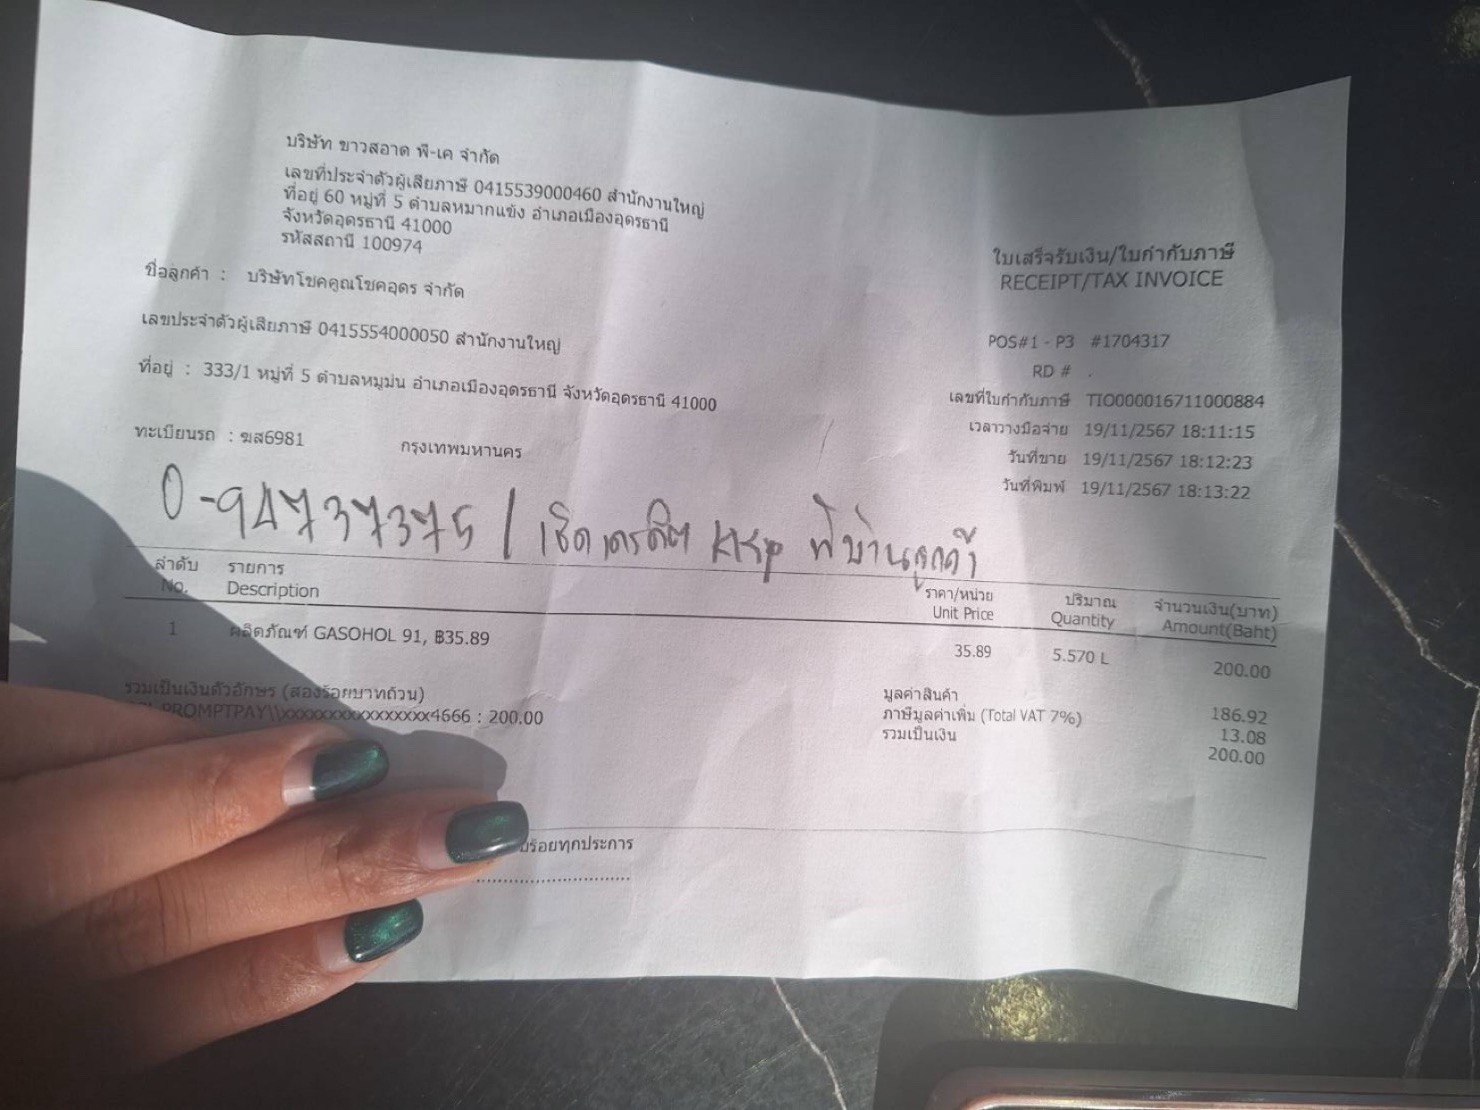 บริษัท ขาวสอาด พี-เค จำกัด
เลขที่ประจำตัวผู้เสียภาษี 0415539000460 สำนักงานใหญ่
ที่อยู่ 60 หมู่ที่ 5 ตำบลหมากแข้ง อำเภอเมืองอุดรธานี
จังหวัดอุดรธานี 41000
รหัสสถานี 100974
ใบเสร็จรับเงิน/ใบกำกับภาษี
RECEIPT/TAX INVOICE
ชื่อลูกค้า : บริษัทโชคคูณโชคอุดร จำกัด
เลขประจำตัวผู้เสียภาษี 0415554000050 สำนักงานใหญ่
ที่อยู่ : 333/1 หมู่ที่ 5 ตำบลหมูม่น อำเภอเมืองอุดรธานี จังหวัดอุดรธานี 41000
ทะเบียนรถ : ฆส6981 กรุงเทพมหานคร
POS#1 - P3 #1704317
RD # .
เลขที่ใบกำกับภาษี TIO000016711000884
เวลาวางมือจ่าย 19/11/2567 18:11:15
วันที่ขาย 19/11/2567 18:12:23
วันที่พิมพ์ 19/11/2567 18:13:22
0-94737375 / เชิดเครดิต KKP ที่บ้านลูกค้า
ลำดับ รายการ ราคา/หน่วย ปริมาณ จำนวนเงิน(บาท)
No. Description Unit Price Quantity Amount(Baht)
1 ผลิตภัณฑ์ GASOHOL 91, ฿35.89 35.89 5.570 L 200.00
รวมเป็นเงินตัวอักษร (สองร้อยบาทถ้วน)
PROMPTPAY\\xxxxxxxxxxxxxxxx4666 : 200.00
มูลค่าสินค้า 186.92
ภาษีมูลค่าเพิ่ม (Total VAT 7%) 13.08
รวมเป็นเงิน 200.00
ทุกประการ